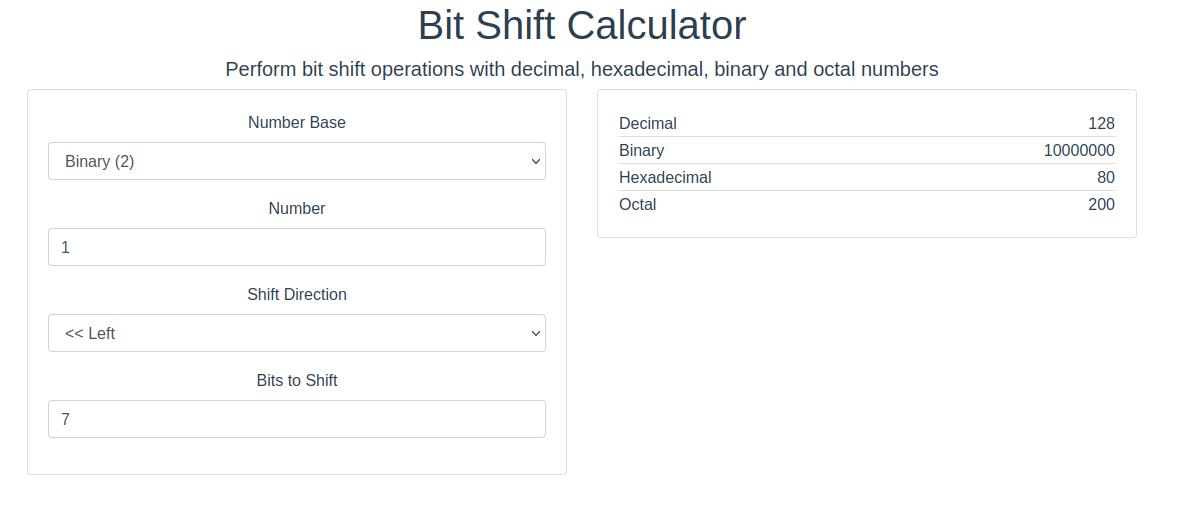 Bit Shift Calculator
Perform bit shift operations with decimal, hexadecimal, binary and octal numbers
Number Base
Binary (2)
Number
1
Shift Direction
<< Left
Bits to Shift
7
Decimal 128
Binary 10000000
Hexadecimal 80
Octal 200